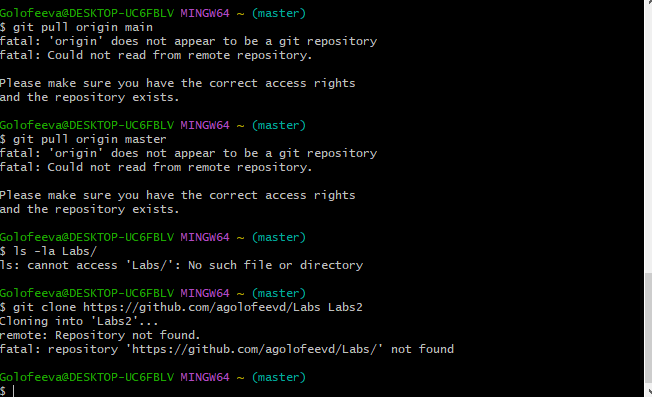 Golofeeva@DESKTOP-UC6FBLV MINGW64 ~ (master)
$ git pull origin main
fatal: 'origin' does not appear to be a git repository
fatal: Could not read from remote repository.
Please make sure you have the correct access rights
and the repository exists.
Golofeeva@DESKTOP-UC6FBLV MINGW64 ~ (master)
$ git pull origin master
fatal: 'origin' does not appear to be a git repository
fatal: Could not read from remote repository.
Please make sure you have the correct access rights
and the repository exists.
Golofeeva@DESKTOP-UC6FBLV MINGW64 ~ (master)
$ ls -la Labs/
ls: cannot access 'Labs/': No such file or directory
Golofeeva@DESKTOP-UC6FBLV MINGW64 ~ (master)
$ git clone https://github.com/agolofeevd/Labs Labs2
Cloning into 'Labs2'...
remote: Repository not found.
fatal: repository 'https://github.com/agolofeevd/Labs/' not found
Golofeeva@DESKTOP-UC6FBLV MINGW64 ~ (master)
$